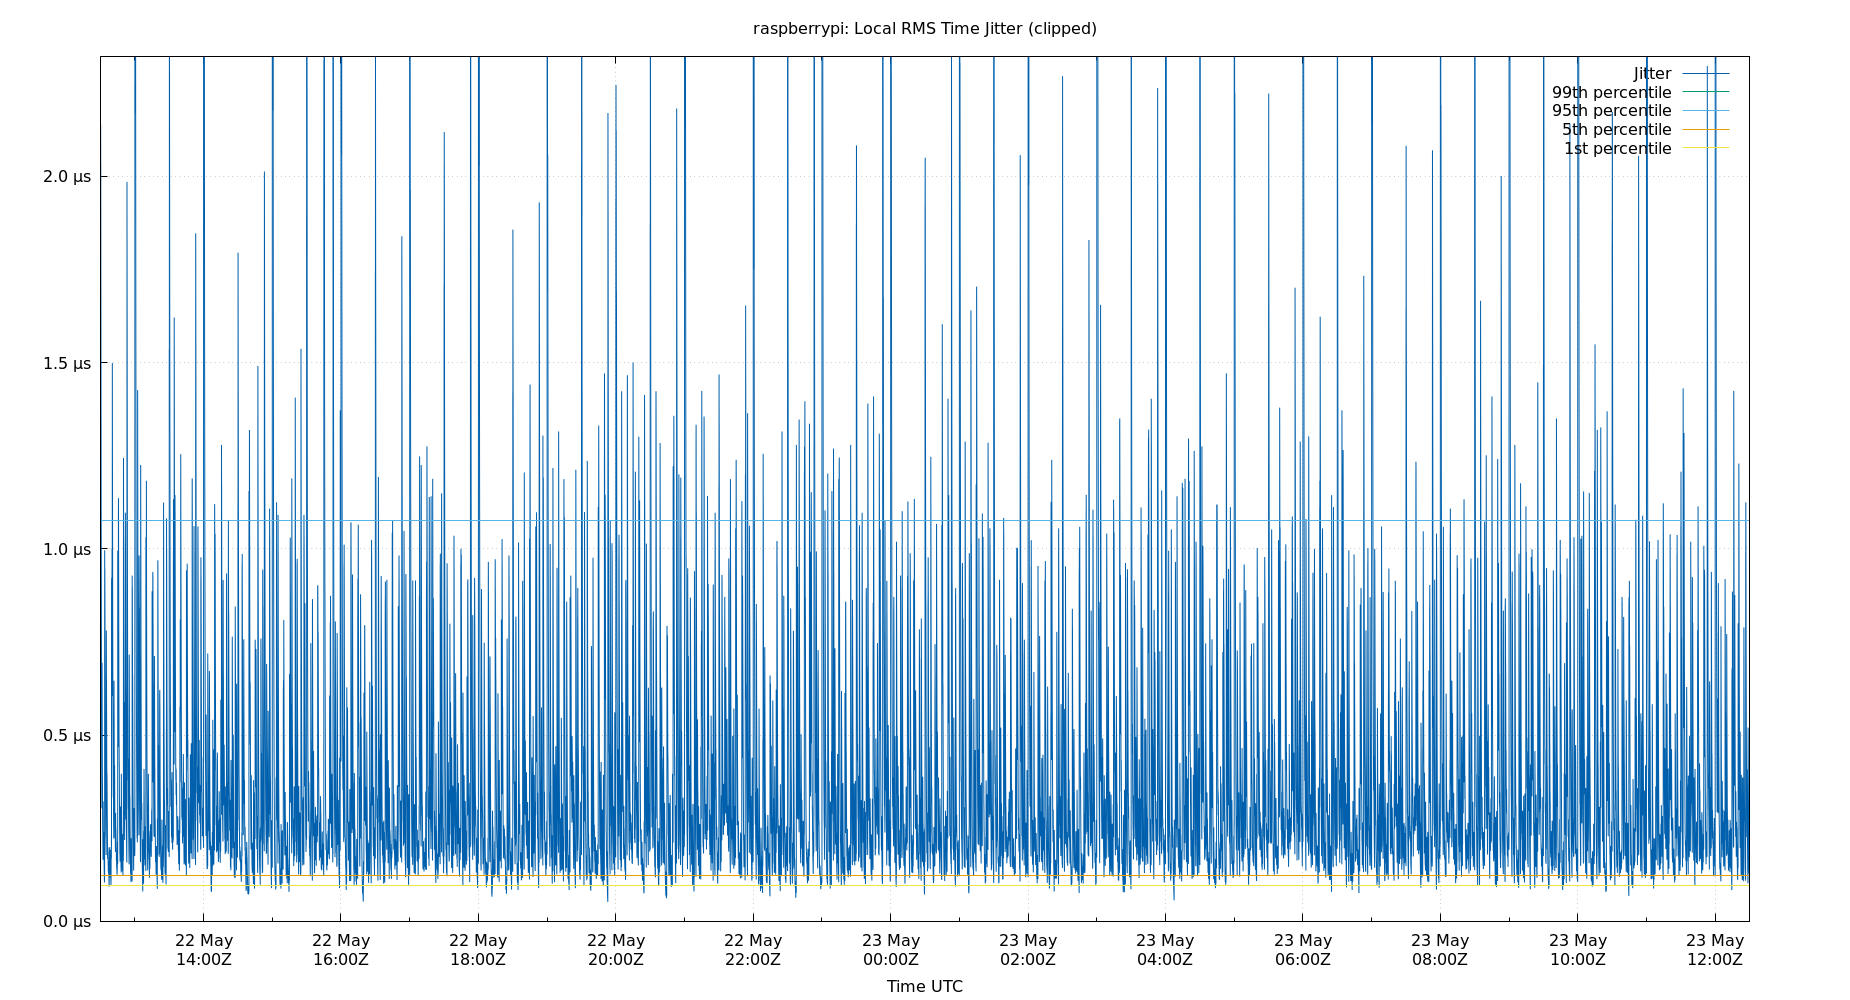 raspberrypi: Local RMS Time Jitter (clipped)
Jitter
99th percentile
95th percentile
5th percentile
1st percentile
2.0 µs
1.5 µs
1.0 µs
0.5 µs
0.0 µs
22 May 22 May 22 May 22 May 22 May 23 May 23 May 23 May 23 May 23 May 23 May 23 May
14:00Z 16:00Z 18:00Z 20:00Z 22:00Z 00:00Z 02:00Z 04:00Z 06:00Z 08:00Z 10:00Z 12:00Z
Time UTC